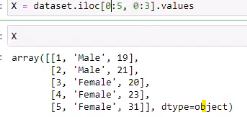 X = dataset.iloc[0:5, 0:3].values
X
array([[1, 'Male', 19],
[2, 'Male', 21],
[3, 'Female', 20],
[4, 'Female', 23],
[5, 'Female', 31]], dtype=object)